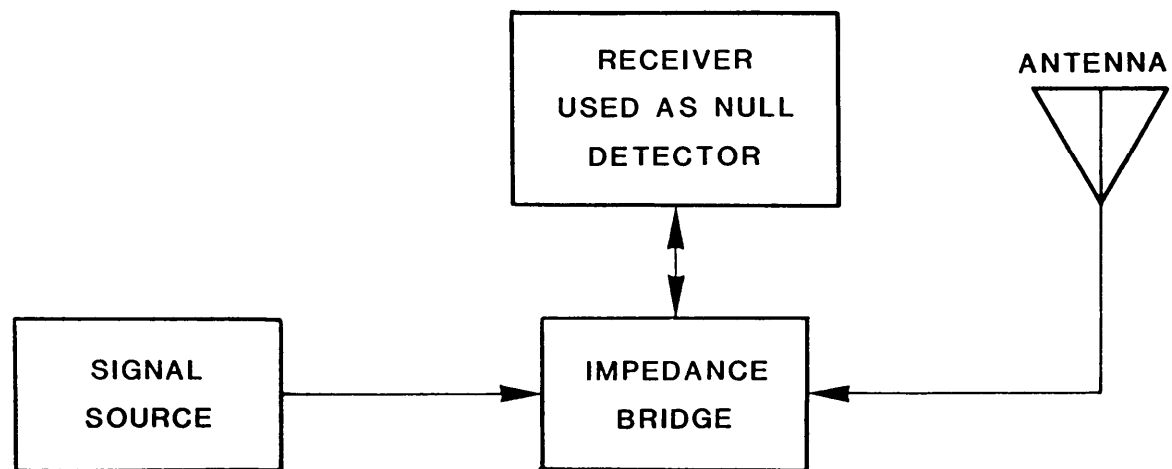 RECEIVER
USED AS NULL
DETECTOR
ANTENNA
SIGNAL
SOURCE
IMPEDANCE
BRIDGE